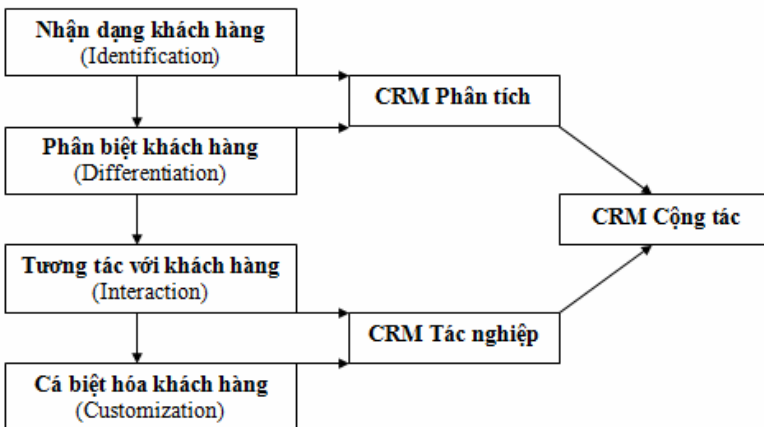 Nhận dạng khách hàng
(Identification)
CRM Phân tích
Phân biệt khách hàng
(Differentiation)
CRM Cộng tác
Tương tác với khách hàng
(Interaction)
CRM Tác nghiệp
Cá biệt hóa khách hàng
(Customization)